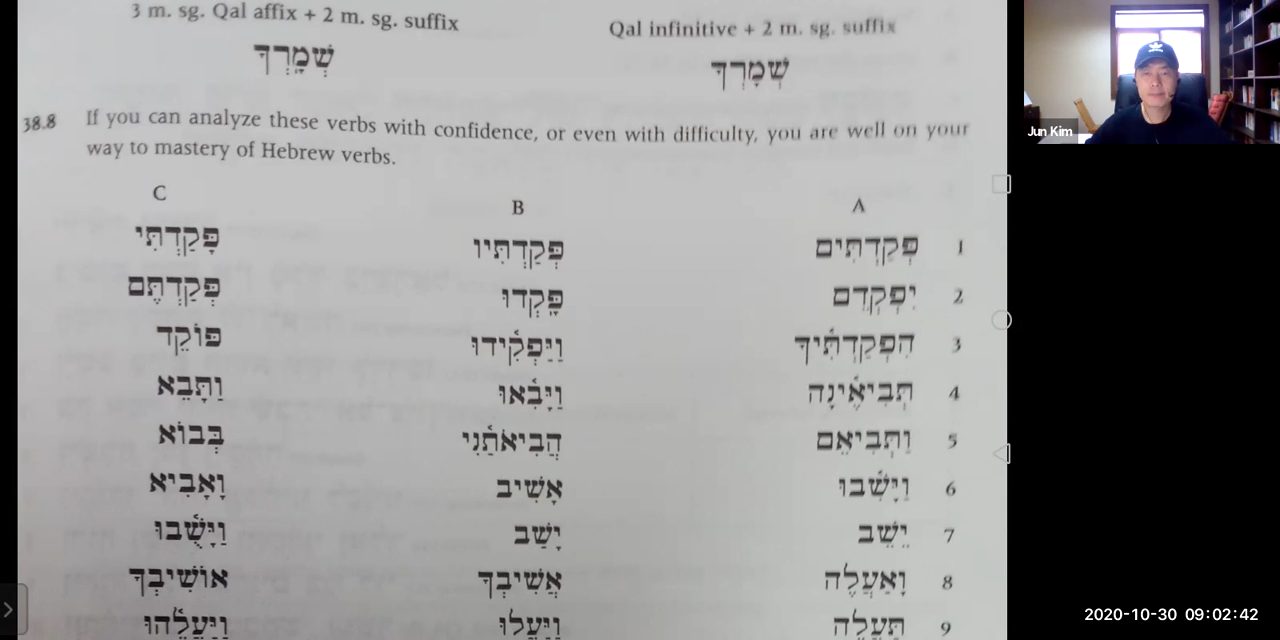 3 m. sg. Qal affix + 2 m. sg. suffix
Qal infinitive + 2 m. sg. suffix
שְׁמָרְךָ
שְׁמָרְךָ
38.8 If you can analyze these verbs with confidence, or even with difficulty, you are well on your
way to mastery of Hebrew verbs.
C B A
1 פְּקַדְתִּים פְּקַדְתִּיו פָּקַדְתִּי
2 יִפְקְדֵם פָּקְדוּ פְּקַדְתֶּם
3 הִפְקַדְתִּיךָ וַיַּפְקִידוּ פּוֹקֵד
4 תְּבִיאֶינָה וַיָּבִאוּ וַתָּבֵא
5 וַתְּבִיאֵם הֲבִיאֹתַנִי בְּבוֹא
6 וַיָּשִׁבוּ אָשִׁיב וָאָבִיא
7 יֵשֵׁב יָשַׁב וַיָּשֻׁבוּ
8 וָאַעֲלֶה אֲשִׁיבְךָ אוֹשִׁיבְךָ
9 תַּעֲלֶה וַיַּעֲלוּ וַיַּעֲלֵהוּ
Jun Kim
2020-10-30 09:02:42